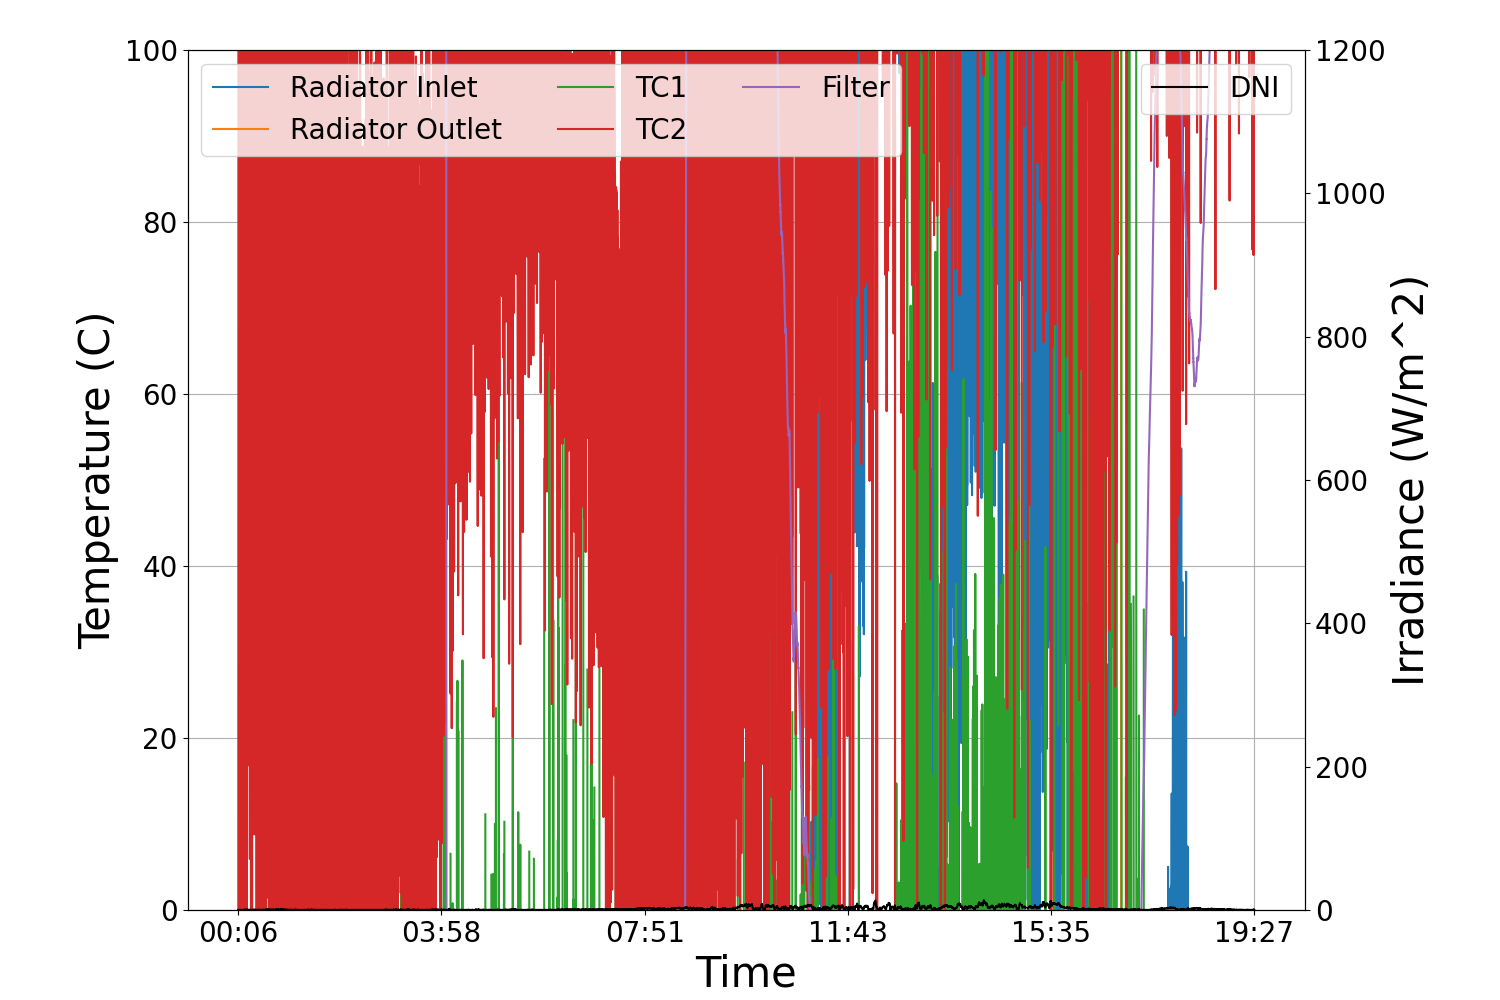 100
80
60
40
20
0
Temperature (C)
Radiator Inlet
Radiator Outlet
TC1
TC2
Filter
DNI
1200
1000
800
600
400
200
0
Irradiance (W/m^2)
00:06
03:58
07:51
11:43
15:35
19:27
Time